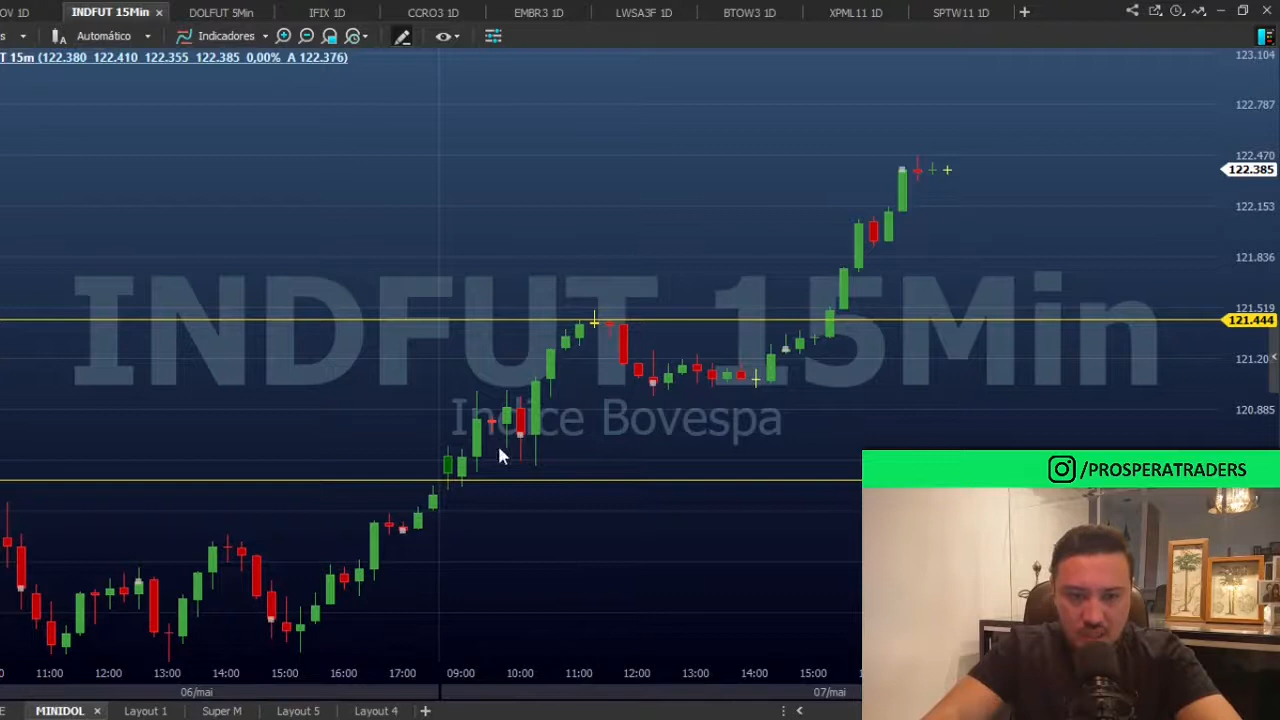 OV 1D INDFUT 15Min DOLFUT 5Min IFIX 1D CCRO3 1D EMBR3 1D LWSA3F 1D BTOW3 1D XPML11 1D SPTW11 1D
s Automático Indicadores
T 15m (122.380 122.410 122.355 122.385 0,00% A 122.376)
123.104
122.787
122.470
122.385
122.153
121.836
121.519
121.444
121.20
120.885
INDFUT 15Min
Índice Bovespa
/PROSPERATRADERS
11:00 12:00 13:00 14:00 15:00 16:00 17:00 09:00 10:00 11:00 12:00 13:00 14:00 15:00
06/mai 07/mai
E MINIDOL Layout 1 Super M Layout 5 Layout 4